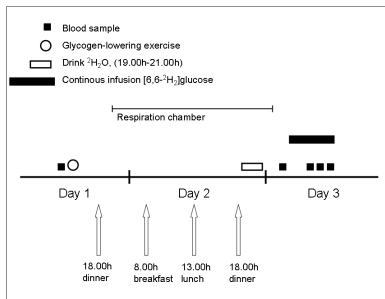 Blood sample
Glycogen-lowering exercise
Drink ²H₂O, (19.00h-21.00h)
Continous infusion [6,6-²H₂]glucose
Respiration chamber
Day 1
Day 2
Day 3
18.00h
dinner
8.00h
breakfast
13.00h
lunch
18.00h
dinner